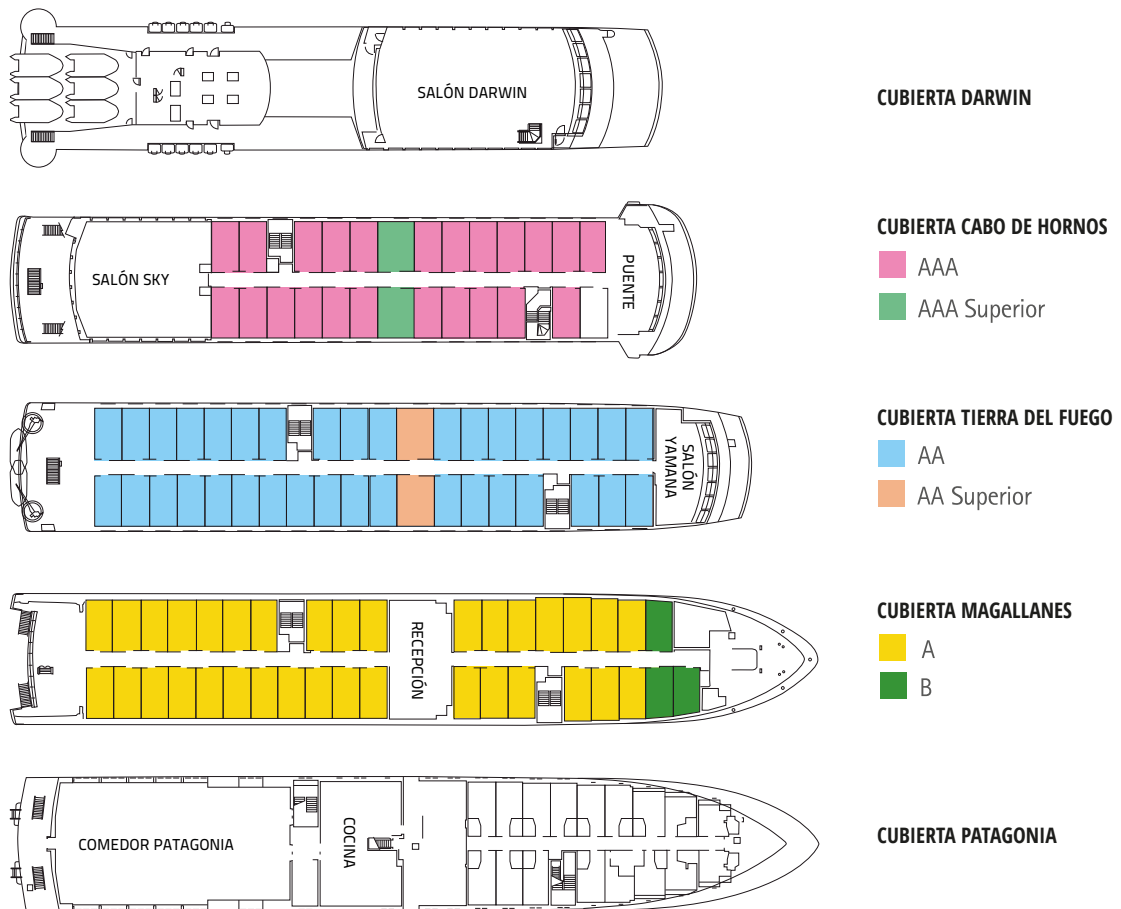 SALÓN DARWIN
CUBIERTA DARWIN
SALÓN SKY
PUENTE
CUBIERTA CABO DE HORNOS
AAA
AAA Superior
SALÓN
YAMANA
CUBIERTA TIERRA DEL FUEGO
AA
AA Superior
RECEPCIÓN
CUBIERTA MAGALLANES
A
B
COMEDOR PATAGONIA
COCINA
CUBIERTA PATAGONIA